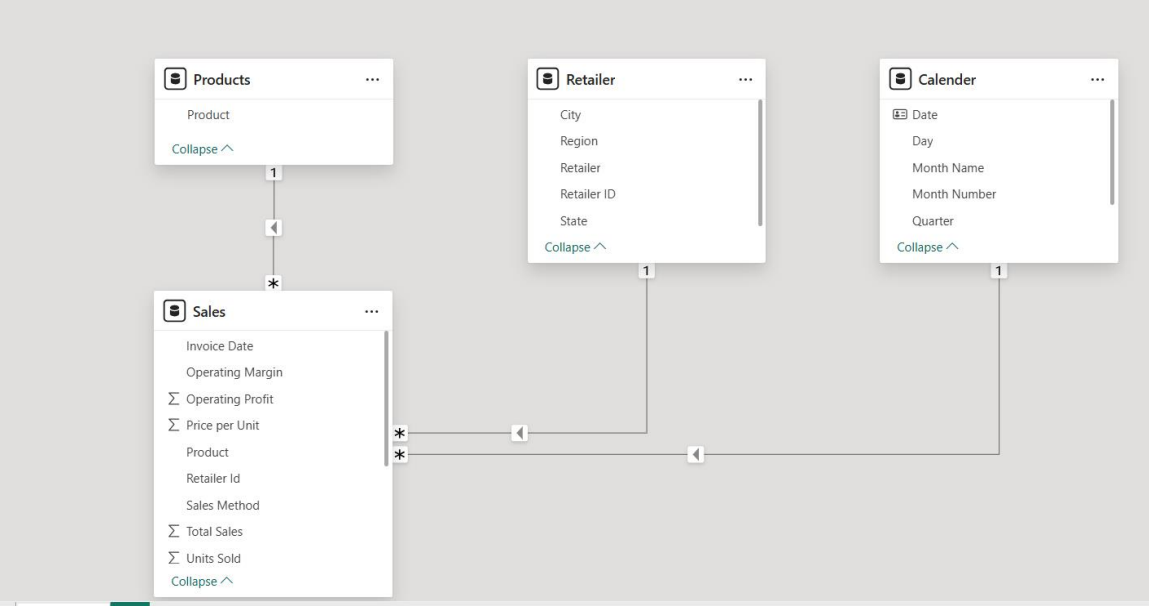 Products
Product
Collapse
1
*
Retailer
City
Region
Retailer
Retailer ID
State
Collapse
1
Calender
Date
Day
Month Name
Month Number
Quarter
Collapse
1
Sales
Invoice Date
Operating Margin
∑ Operating Profit
∑ Price per Unit
Product
Retailer Id
Sales Method
∑ Total Sales
∑ Units Sold
Collapse
*
*